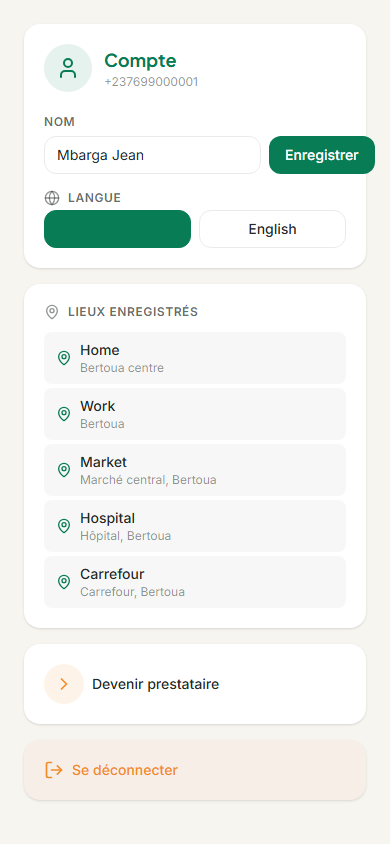 Compte
+237699000001
NOM
Mbarga Jean
Enregistrer
LANGUE
English
LIEUX ENREGISTRÉS
Home
Bertoua centre
Work
Bertoua
Market
Marché central, Bertoua
Hospital
Hôpital, Bertoua
Carrefour
Carrefour, Bertoua
Devenir prestataire
Se déconnecter